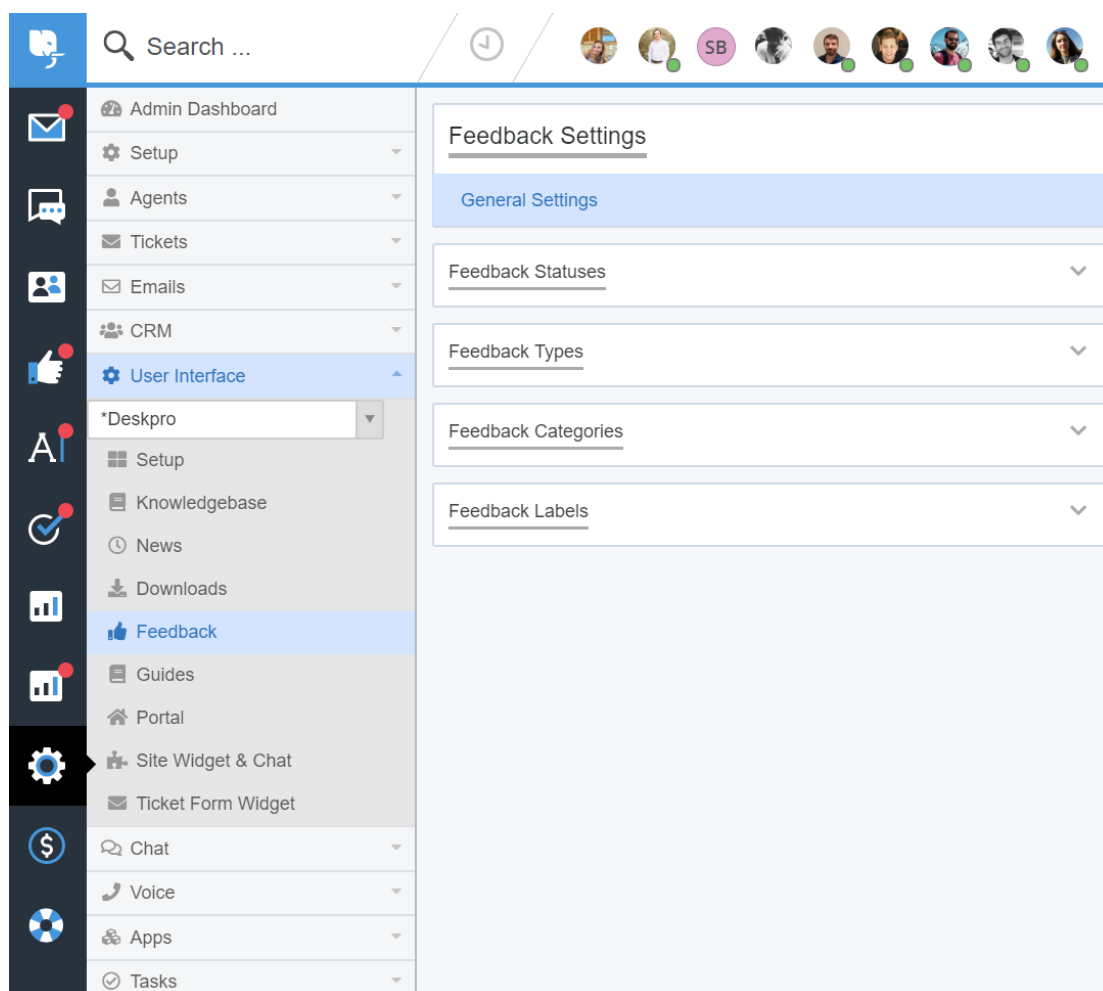 Search ...
SB
Admin Dashboard
Setup
Agents
Tickets
Emails
CRM
User Interface
*Deskpro
Setup
Knowledgebase
News
Downloads
Feedback
Guides
Portal
Site Widget & Chat
Ticket Form Widget
Chat
Voice
Apps
Tasks
Feedback Settings
General Settings
Feedback Statuses
Feedback Types
Feedback Categories
Feedback Labels